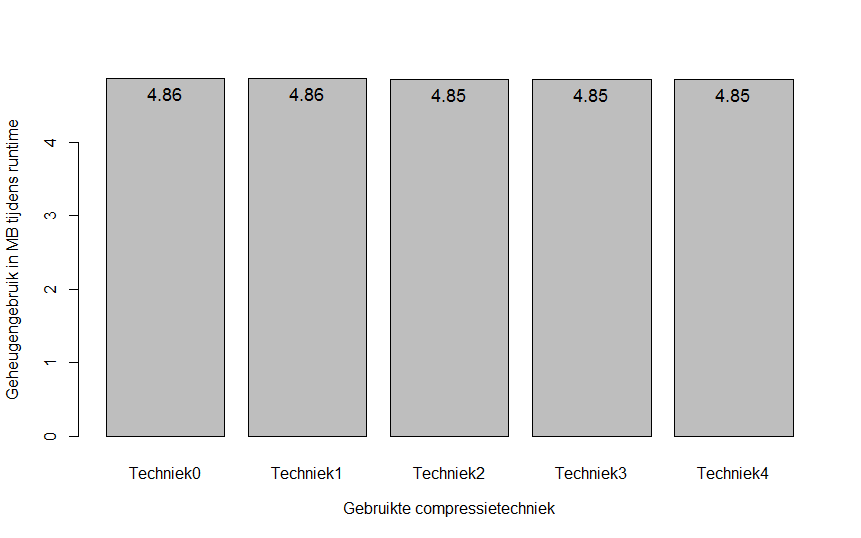 4.86
4.86
4.85
4.85
4.85
Geheugengebruik in MB tijdens runtime
4
3
2
1
0
Techniek0
Techniek1
Techniek2
Techniek3
Techniek4
Gebruikte compressietechniek